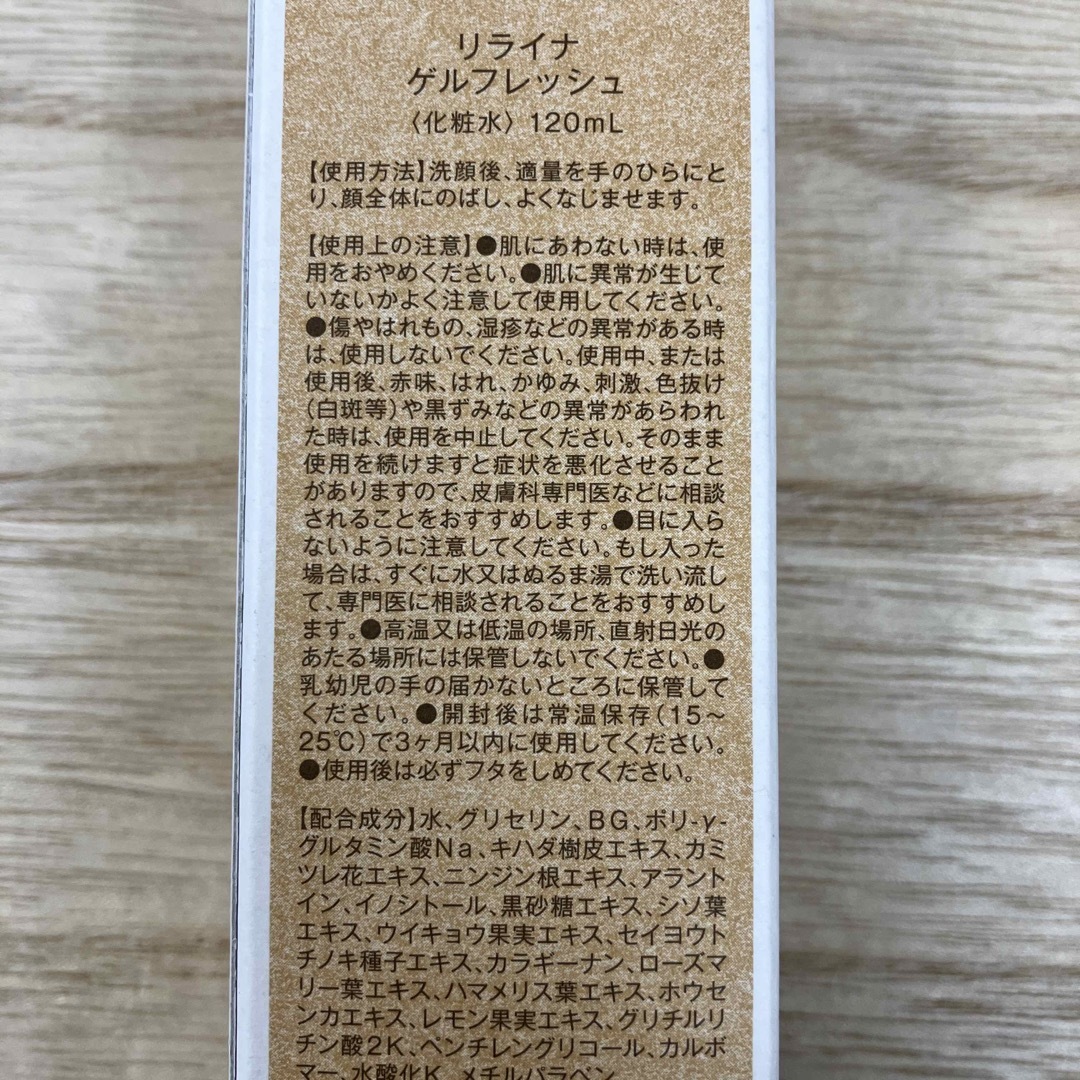 リライナ
ゲルフレッシュ
〈化粧水〉120mL
【使用方法】洗顔後、適量を手のひらにと
り、顔全体にのばし、よくなじませます。
【使用上の注意】●肌にあわない時は、使
用をおやめください。●肌に異常が生じて
いないかよく注意して使用してください。
●傷やはれもの、湿疹などの異常がある時
は、使用しないでください。使用中、または
使用後、赤味、はれ、かゆみ、刺激、色抜け
(白斑等)や黒ずみなどの異常があらわれ
た時は、使用を中止してください。そのまま
使用を続けますと症状を悪化させること
がありますので、皮膚科専門医などに相談
されることをおすすめします。●目に入ら
ないように注意してください。もし入った
場合は、すぐに水又はぬるま湯で洗い流し
て、専門医に相談されることをおすすめし
ます。●高温又は低温の場所、直射日光の
あたる場所には保管しないでください。●
乳幼児の手の届かないところに保管して
ください。●開封後は常温保存(15〜
25℃)で3ヶ月以内に使用してください。
●使用後は必ずフタをしめてください。
【配合成分】水、グリセリン、BG、ポリ-γ-
グルタミン酸Na、キハダ樹皮エキス、カミ
ツレ花エキス、ニンジン根エキス、アラント
イン、イノシトール、黒砂糖エキス、シソ葉
エキス、ウイキョウ果実エキス、セイヨウト
チノキ種子エキス、カラギーナン、ローズマ
リー葉エキス、ハマメリス葉エキス、ホウセ
ンカエキス、レモン果実エキス、グリチルリ
チン酸2K、ペンチレングリコール、カルボ
マー、水酸化K、メチルパラベン